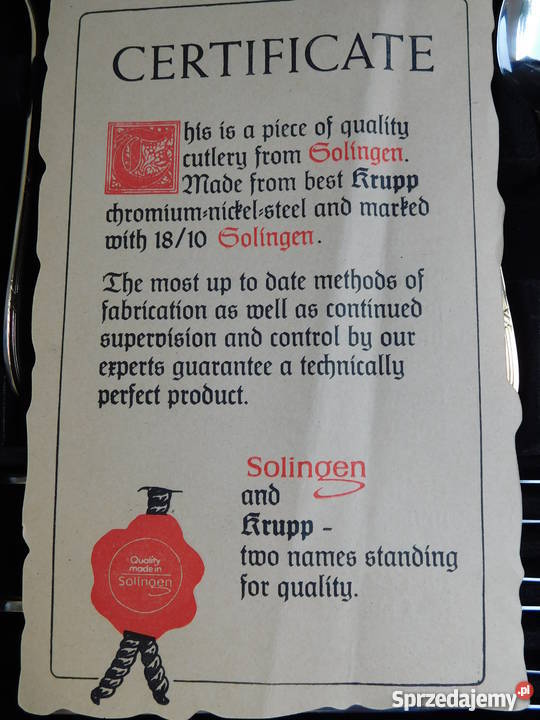 CERTIFICATE
This is a piece of quality
cutlery from Solingen.
Made from best Krupp
chromium-nickel-steel and marked
with 18/10 Solingen.
The most up to date methods of
fabrication as well as continued
supervision and control by our
experts guarantee a technically
perfect product.
Solingen
and
Krupp -
two names standing
for quality.
Quality
made in
Solingen
Sprzedajemy.pl